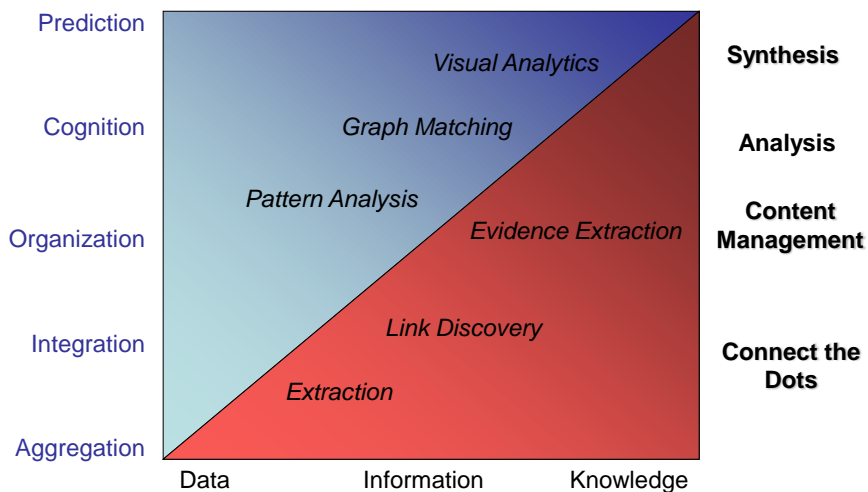 Prediction
Visual Analytics
Synthesis
Cognition
Graph Matching
Analysis
Pattern Analysis
Organization
Evidence Extraction
Content
Management
Integration
Link Discovery
Connect the
Dots
Extraction
Aggregation
Data
Information
Knowledge